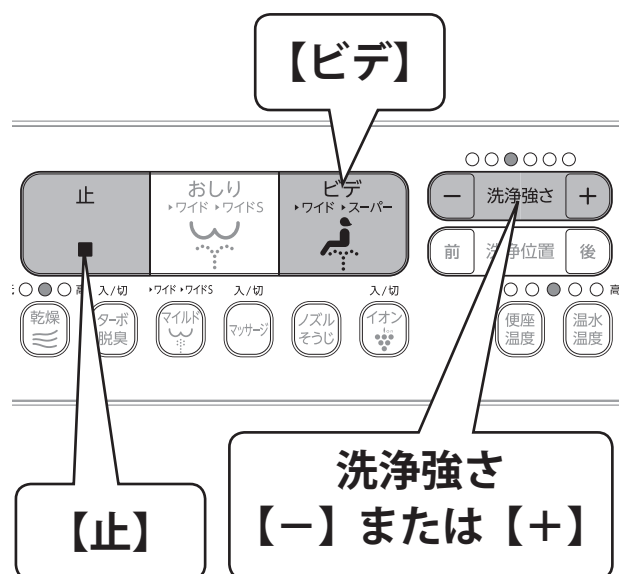 【ビデ】
止
おしり
▸ワイド ▸ワイドS
ビデ
▸ワイド ▸スーパー
－ 洗浄強さ ＋
前 洗浄位置 後
高 入/切 ▸ワイド ▸ワイドS 入/切 入/切 高
乾燥
ターボ
脱臭
マイルド
マッサージ
ノズル
そうじ
イオン
便座
温度
温水
温度
【止】
洗浄強さ
【－】または【＋】